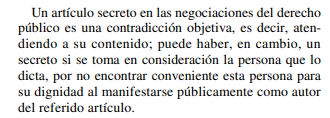 Un artículo secreto en las negociaciones del derecho
público es una contradicción objetiva, es decir, aten-
diendo a su contenido; puede haber, en cambio, un
secreto si se toma en consideración la persona que lo
dicta, por no encontrar conveniente esta persona para
su dignidad al manifestarse públicamente como autor
del referido artículo.